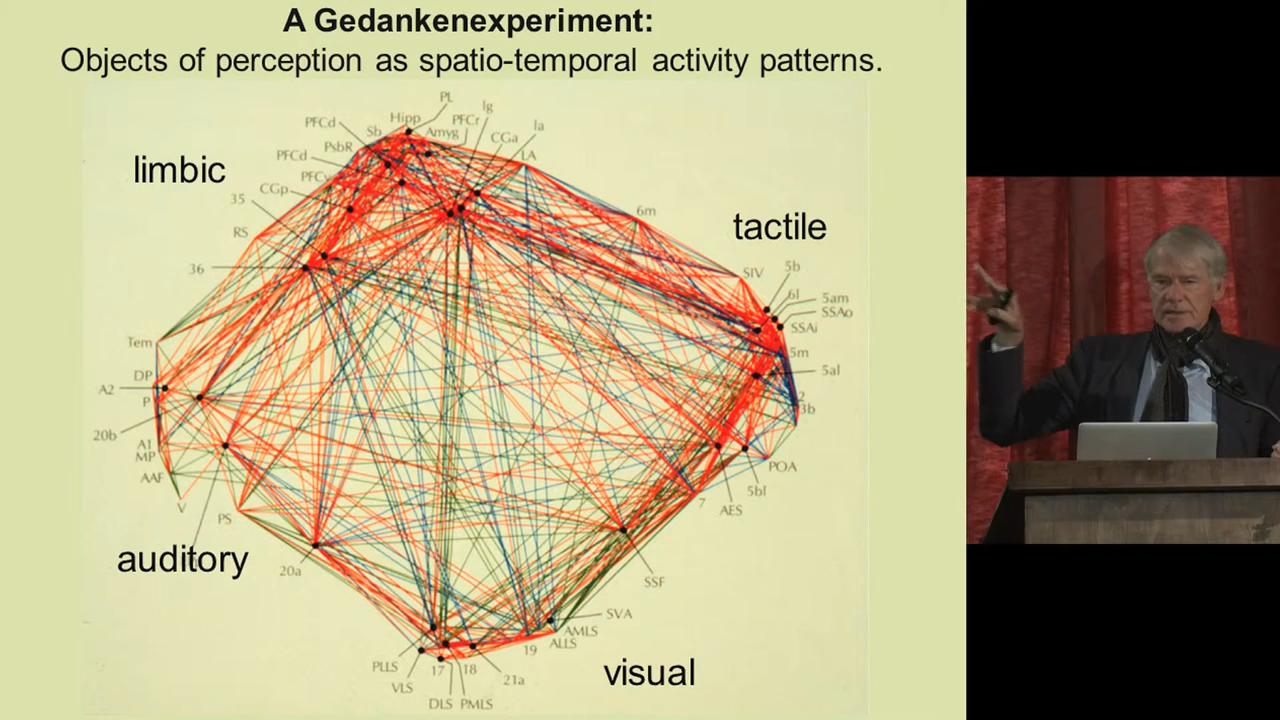 A Gedankenexperiment:
Objects of perception as spatio-temporal activity patterns.
PL
Ig
Hipp
PFCr
PFCd
Sb
Amyg
CGa
Ia
PsbR
PFCd
LA
limbic
PFCv
CGp
35
6m
tactile
RS
36
SIV
5b
6l
5am
SSAo
SSAi
Tem
5m
DP
5al
A2
P
2
3b
20b
A1
MP
POA
AAF
5bl
V
7
AES
PS
auditory
20a
SSF
SVA
AMLS
19
ALLS
PLLS
17
18
21a
visual
VLS
DLS
PMLS